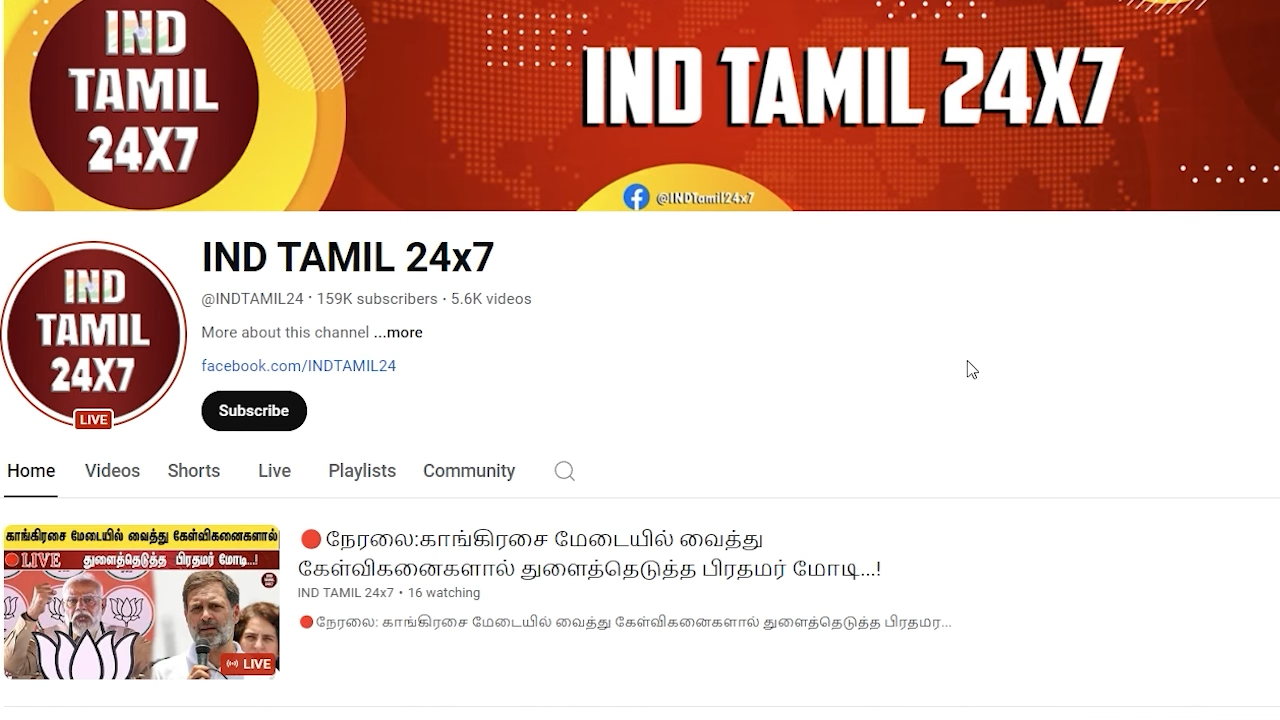 IND
TAMIL
24X7
IND TAMIL 24X7
@INDTamil24x7
IND
TAMIL
24X7
LIVE
IND TAMIL 24x7
@INDTAMIL24 · 159K subscribers · 5.6K videos
More about this channel ...more
facebook.com/INDTAMIL24
Subscribe
Home Videos Shorts Live Playlists Community
காங்கிரசை மேடையில் வைத்து கேள்விகனைகளால்
LIVE துளைத்தெடுத்த பிரதமர் மோடி...!
LIVE
🔴நேரலை:காங்கிரசை மேடையில் வைத்து
கேள்விகனைகளால் துளைத்தெடுத்த பிரதமர் மோடி...!
IND TAMIL 24x7 • 16 watching
🔴நேரலை: காங்கிரசை மேடையில் வைத்து கேள்விகனைகளால் துளைத்தெடுத்த பிரதமர...